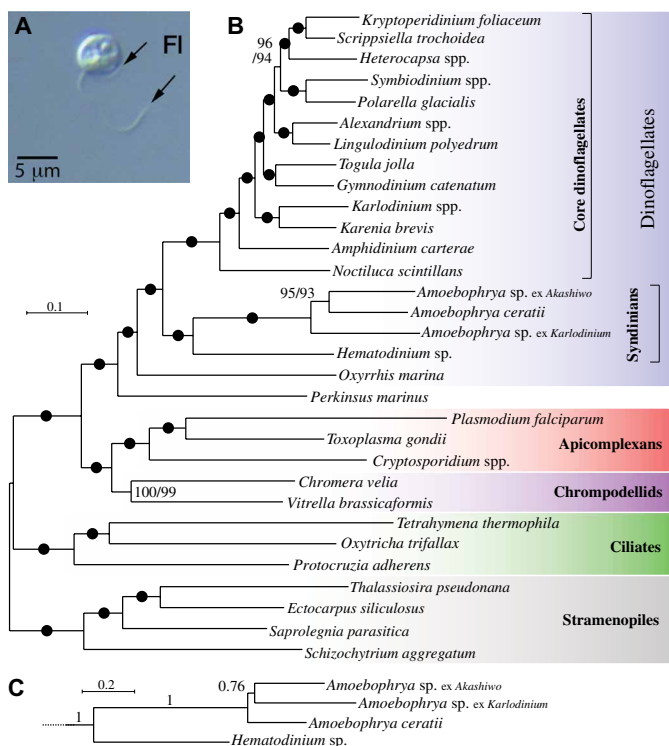 A
Fl
5 μm
B
96
/94
Kryptoperidinium foliaceum
Scrippsiella trochoidea
Heterocapsa spp.
Symbiodinium spp.
Polarella glacialis
Alexandrium spp.
Lingulodinium polyedrum
Togula jolla
Gymnodinium catenatum
Karlodinium spp.
Karenia brevis
Amphidinium carterae
Noctiluca scintillans
Core dinoflagellates
Dinoflagellates
0.1
95/93
Amoebophrya sp. ex Akashiwo
Amoebophrya ceratii
Amoebophrya sp. ex Karlodinium
Hematodinium sp.
Syndinians
Oxyrrhis marina
Perkinsus marinus
Plasmodium falciparum
Toxoplasma gondii
Cryptosporidium spp.
Apicomplexans
Chromera velia
100/99
Vitrella brassicaformis
Chrompodellids
Tetrahymena thermophila
Oxytricha trifallax
Protocruzia adherens
Ciliates
Thalassiosira pseudonana
Ectocarpus siliculosus
Saprolegnia parasitica
Schizochytrium aggregatum
Stramenopiles
C
0.2
1
1
0.76
Amoebophrya sp. ex Akashiwo
Amoebophrya sp. ex Karlodinium
Amoebophrya ceratii
Hematodinium sp.